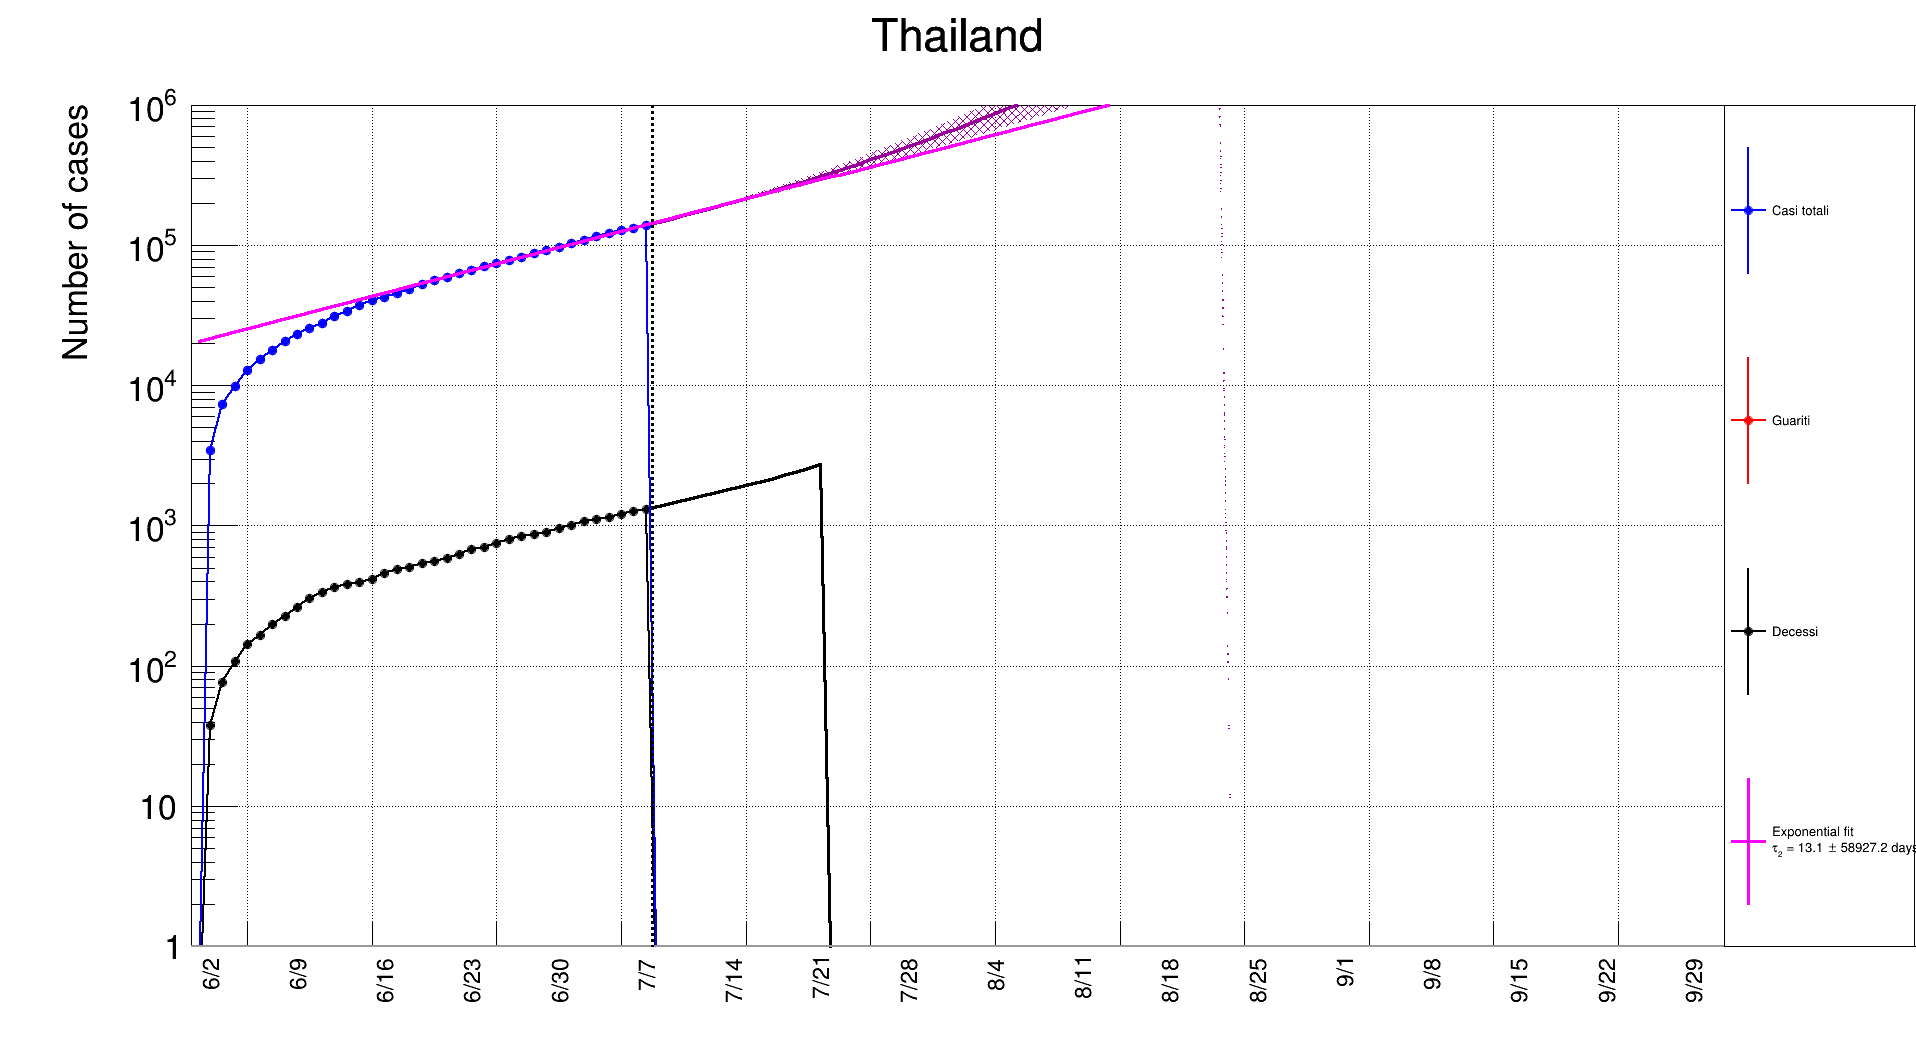 Thailand
Number of cases
10^6
10^5
10^4
10^3
10^2
10
1
6/2 6/9 6/16 6/23 6/30 7/7 7/14 7/21 7/28 8/4 8/11 8/18 8/25 9/1 9/8 9/15 9/22 9/29
Casi totali
Guariti
Decessi
Exponential fit
τ_2 = 13.1 ± 58927.2 days